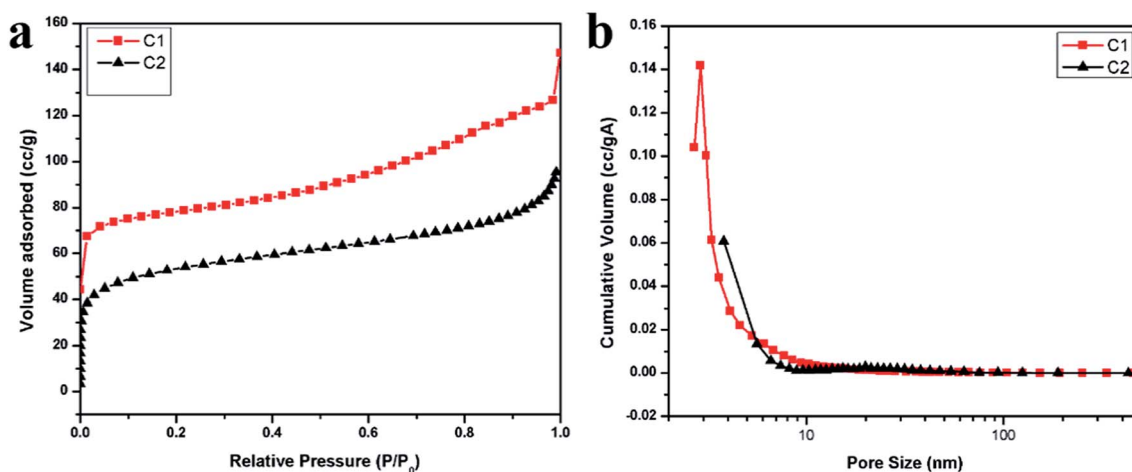 a
C1
C2
Volume adsorbed (cc/g)
160
140
120
100
80
60
40
20
0
0.0 0.2 0.4 0.6 0.8 1.0
Relative Pressure (P/P₀)
b
C1
C2
Cumulative Volume (cc/gA)
0.16
0.14
0.12
0.10
0.08
0.06
0.04
0.02
0.00
-0.02
10 100
Pore Size (nm)